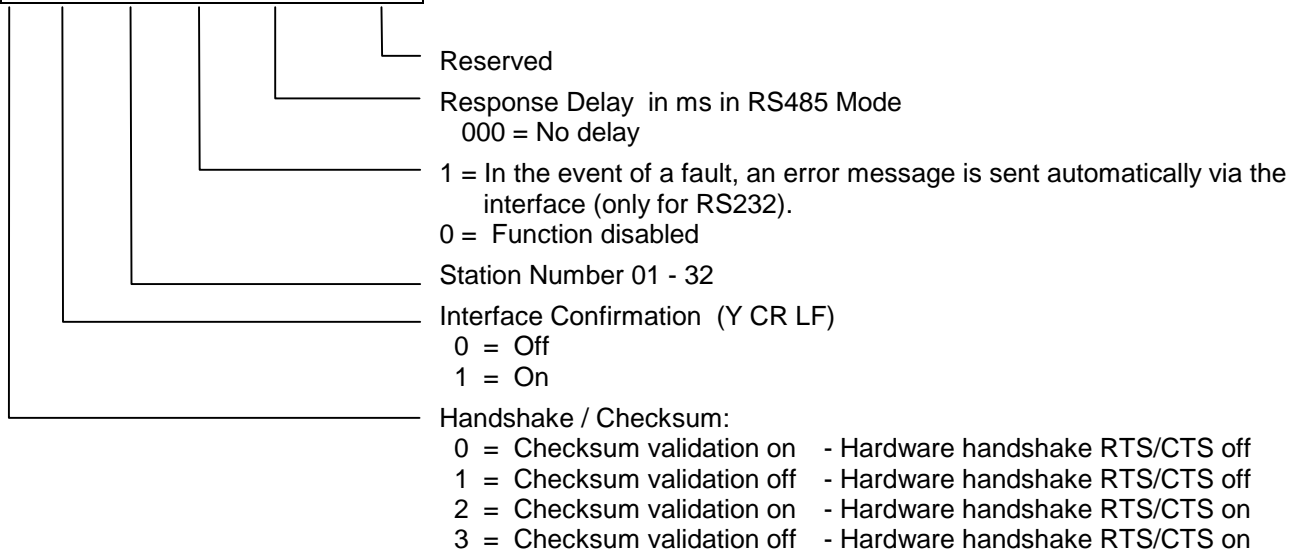 Reserved
Response Delay in ms in RS485 Mode
000 = No delay
1 = In the event of a fault, an error message is sent automatically via the
interface (only for RS232).
0 = Function disabled
Station Number 01 - 32
Interface Confirmation (Y CR LF)
0 = Off
1 = On
Handshake / Checksum:
0 = Checksum validation on - Hardware handshake RTS/CTS off
1 = Checksum validation off - Hardware handshake RTS/CTS off
2 = Checksum validation on - Hardware handshake RTS/CTS on
3 = Checksum validation off - Hardware handshake RTS/CTS on